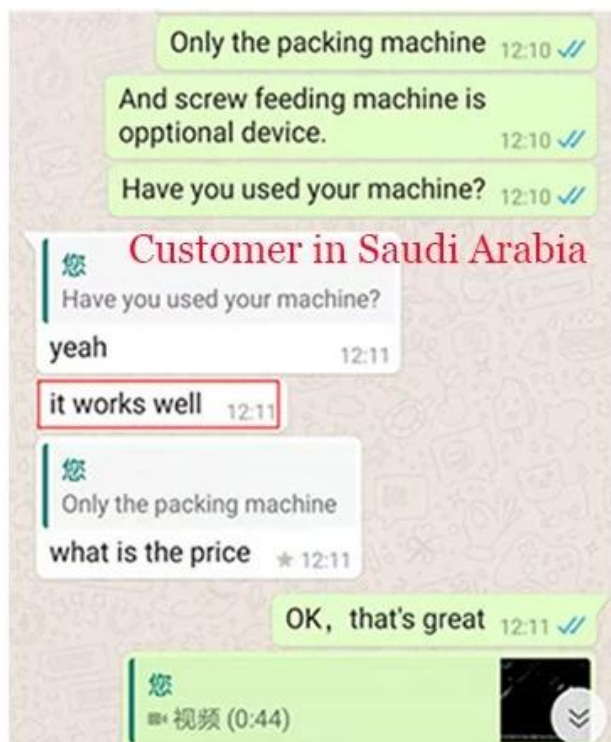 Only the packing machine 12:10
And screw feeding machine is
opptional device. 12:10
Have you used your machine? 12:10
Customer in Saudi Arabia
您
Have you used your machine?
yeah 12:11
it works well 12:11
您
Only the packing machine
what is the price 12:11
OK，that's great 12:11
您
视频 (0:44)